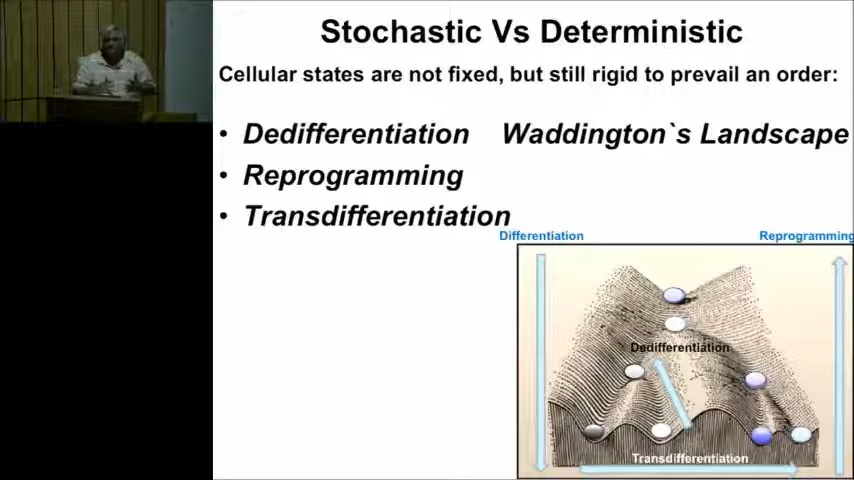 Stochastic Vs Deterministic
Cellular states are not fixed, but still rigid to prevail an order:
• Dedifferentiation Waddington`s Landscape
• Reprogramming
• Transdifferentiation
Differentiation Reprogramming
Dedifferentiation
Transdifferentiation